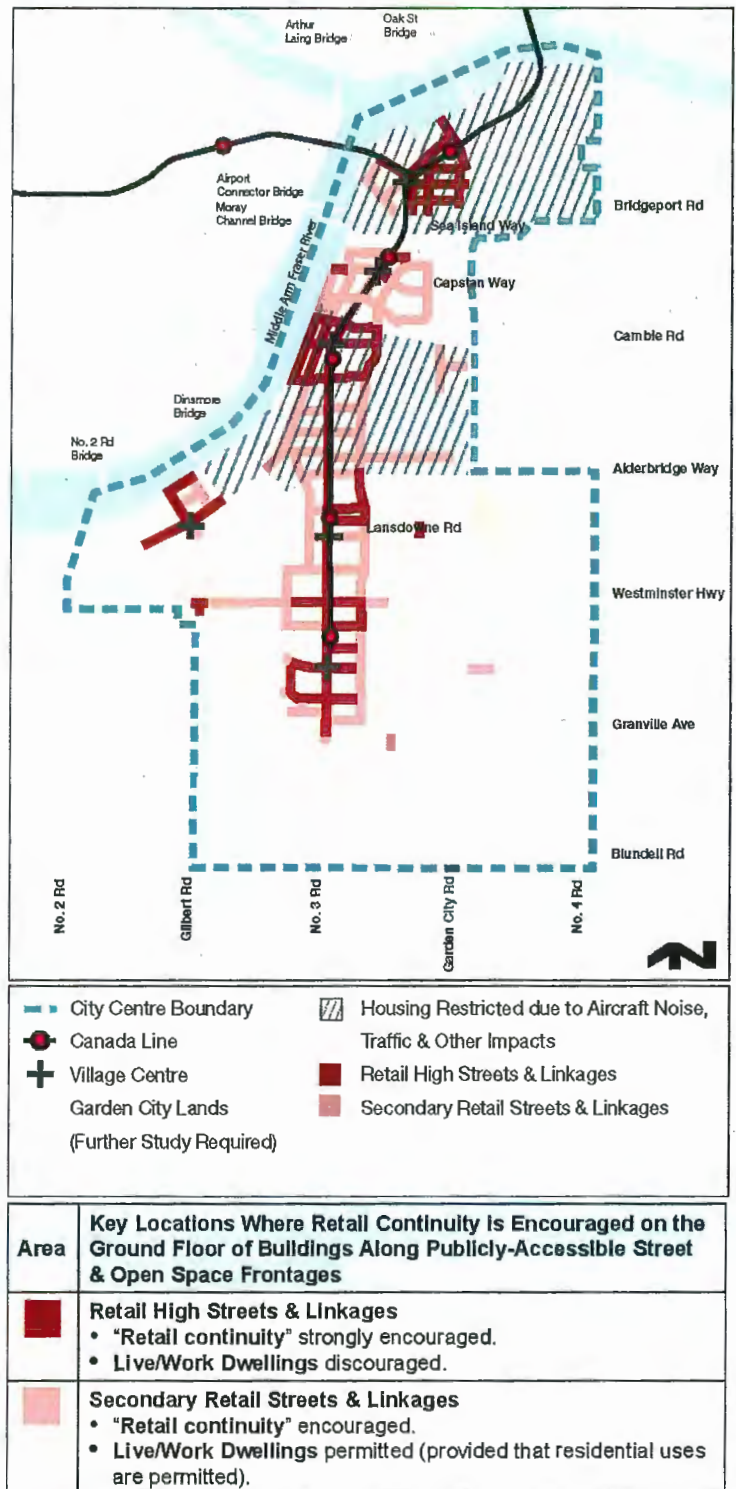 Arthur
Laing Bridge
Oak St
Bridge
Airport
Connector Bridge
Moray
Channel Bridge
Bridgeport Rd
Sea Island Way
Middle Arm Fraser River
Capstan Way
Cambie Rd
Dinsmore
Bridge
No. 2 Rd
Bridge
Alderbridge Way
Lansdowne Rd
Westminster Hwy
Granville Ave
Blundell Rd
No. 2 Rd
Gilbert Rd
No. 3 Rd
Garden City Rd
No. 4 Rd
City Centre Boundary
Canada Line
Village Centre
Garden City Lands
(Further Study Required)
Housing Restricted due to Aircraft Noise,
Traffic & Other Impacts
Retail High Streets & Linkages
Secondary Retail Streets & Linkages
Area
Key Locations Where Retail Continuity is Encouraged on the
Ground Floor of Buildings Along Publicly-Accessible Street
& Open Space Frontages
Retail High Streets & Linkages
• "Retail continuity" strongly encouraged.
• Live/Work Dwellings discouraged.
Secondary Retail Streets & Linkages
• "Retail continuity" encouraged.
• Live/Work Dwellings permitted (provided that residential uses
are permitted).